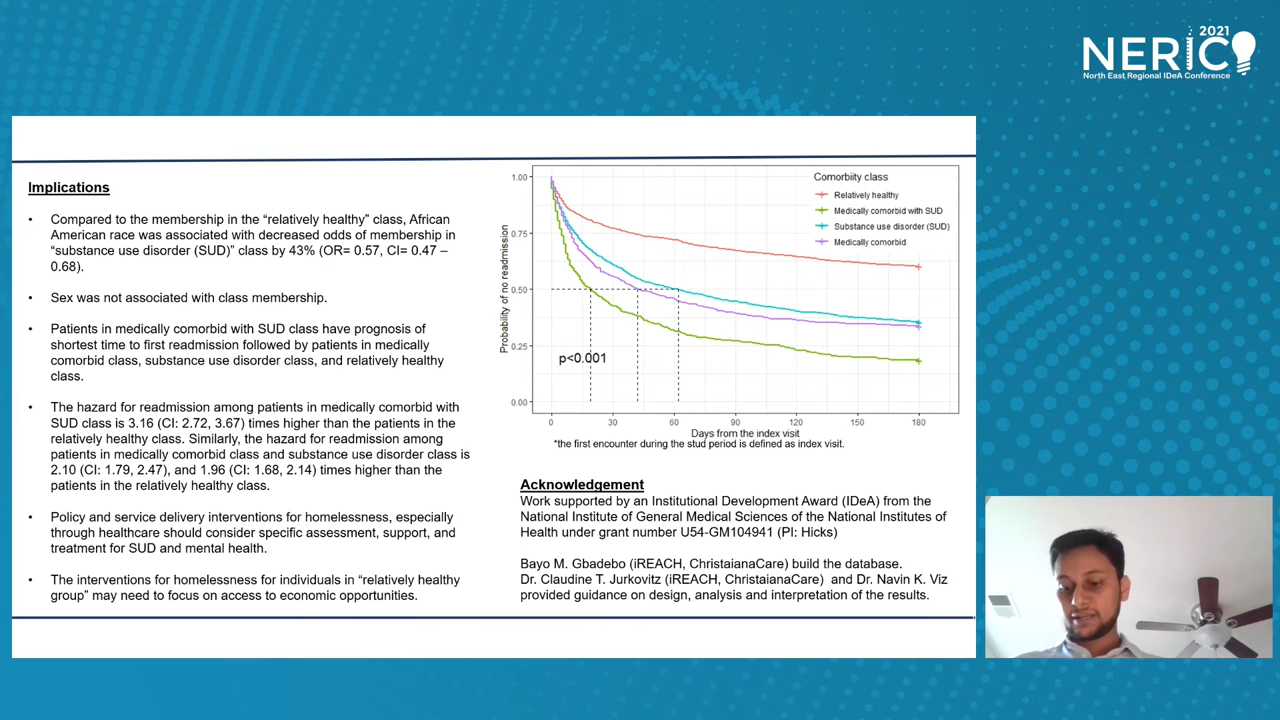 2021
NERIC
North East Regional IDeA Conference
Implications
• Compared to the membership in the “relatively healthy” class, African
American race was associated with decreased odds of membership in
“substance use disorder (SUD)” class by 43% (OR= 0.57, CI= 0.47 –
0.68).
• Sex was not associated with class membership.
• Patients in medically comorbid with SUD class have prognosis of
shortest time to first readmission followed by patients in medically
comorbid class, substance use disorder class, and relatively healthy
class.
• The hazard for readmission among patients in medically comorbid with
SUD class is 3.16 (CI: 2.72, 3.67) times higher than the patients in the
relatively healthy class. Similarly, the hazard for readmission among
patients in medically comorbid class and substance use disorder class is
2.10 (CI: 1.79, 2.47), and 1.96 (CI: 1.68, 2.14) times higher than the
patients in the relatively healthy class.
• Policy and service delivery interventions for homelessness, especially
through healthcare should consider specific assessment, support, and
treatment for SUD and mental health.
• The interventions for homelessness for individuals in “relatively healthy
group” may need to focus on access to economic opportunities.
Comorbiity class
Relatively healthy
Medically comorbid with SUD
Substance use disorder (SUD)
Medically comorbid
Probability of no readmission
1.00
0.75
0.50
0.25
0.00
p<0.001
0 30 60 90 120 150 180
Days from the index visit
*the first encounter during the stud period is defined as index visit.
Acknowledgement
Work supported by an Institutional Development Award (IDeA) from the
National Institute of General Medical Sciences of the National Institutes of
Health under grant number U54-GM104941 (PI: Hicks)
Bayo M. Gbadebo (iREACH, ChristaianaCare) build the database.
Dr. Claudine T. Jurkovitz (iREACH, ChristaianaCare) and Dr. Navin K. Viz
provided guidance on design, analysis and interpretation of the results.